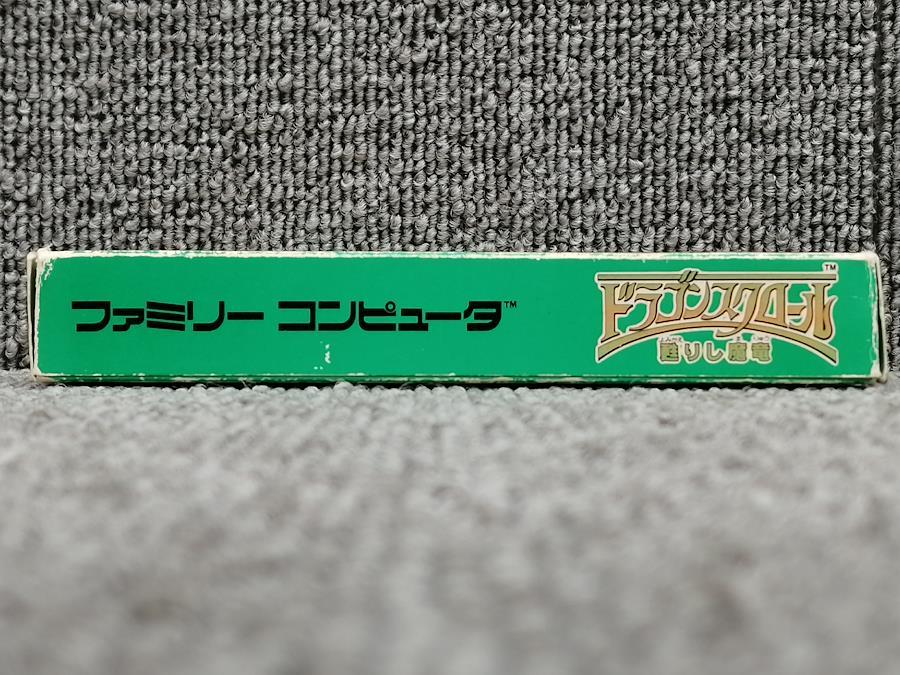 ファミリー コンピュータ™
ドラゴンスクロール™
甦りし魔竜